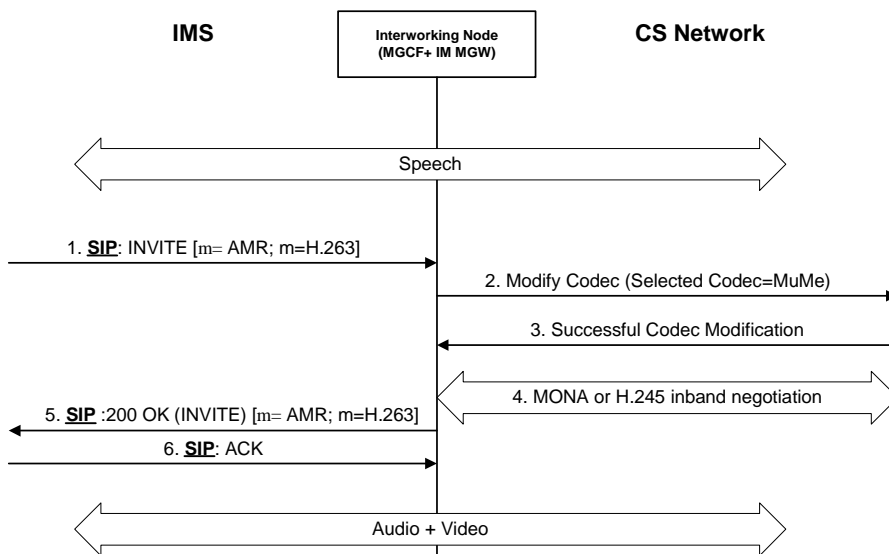 IMS
Interworking Node
(MGCF+ IM MGW)
CS Network
Speech
1. SIP: INVITE [m= AMR; m=H.263]
2. Modify Codec (Selected Codec=MuMe)
3. Successful Codec Modification
4. MONA or H.245 inband negotiation
5. SIP :200 OK (INVITE) [m= AMR; m=H.263]
6. SIP: ACK
Audio + Video